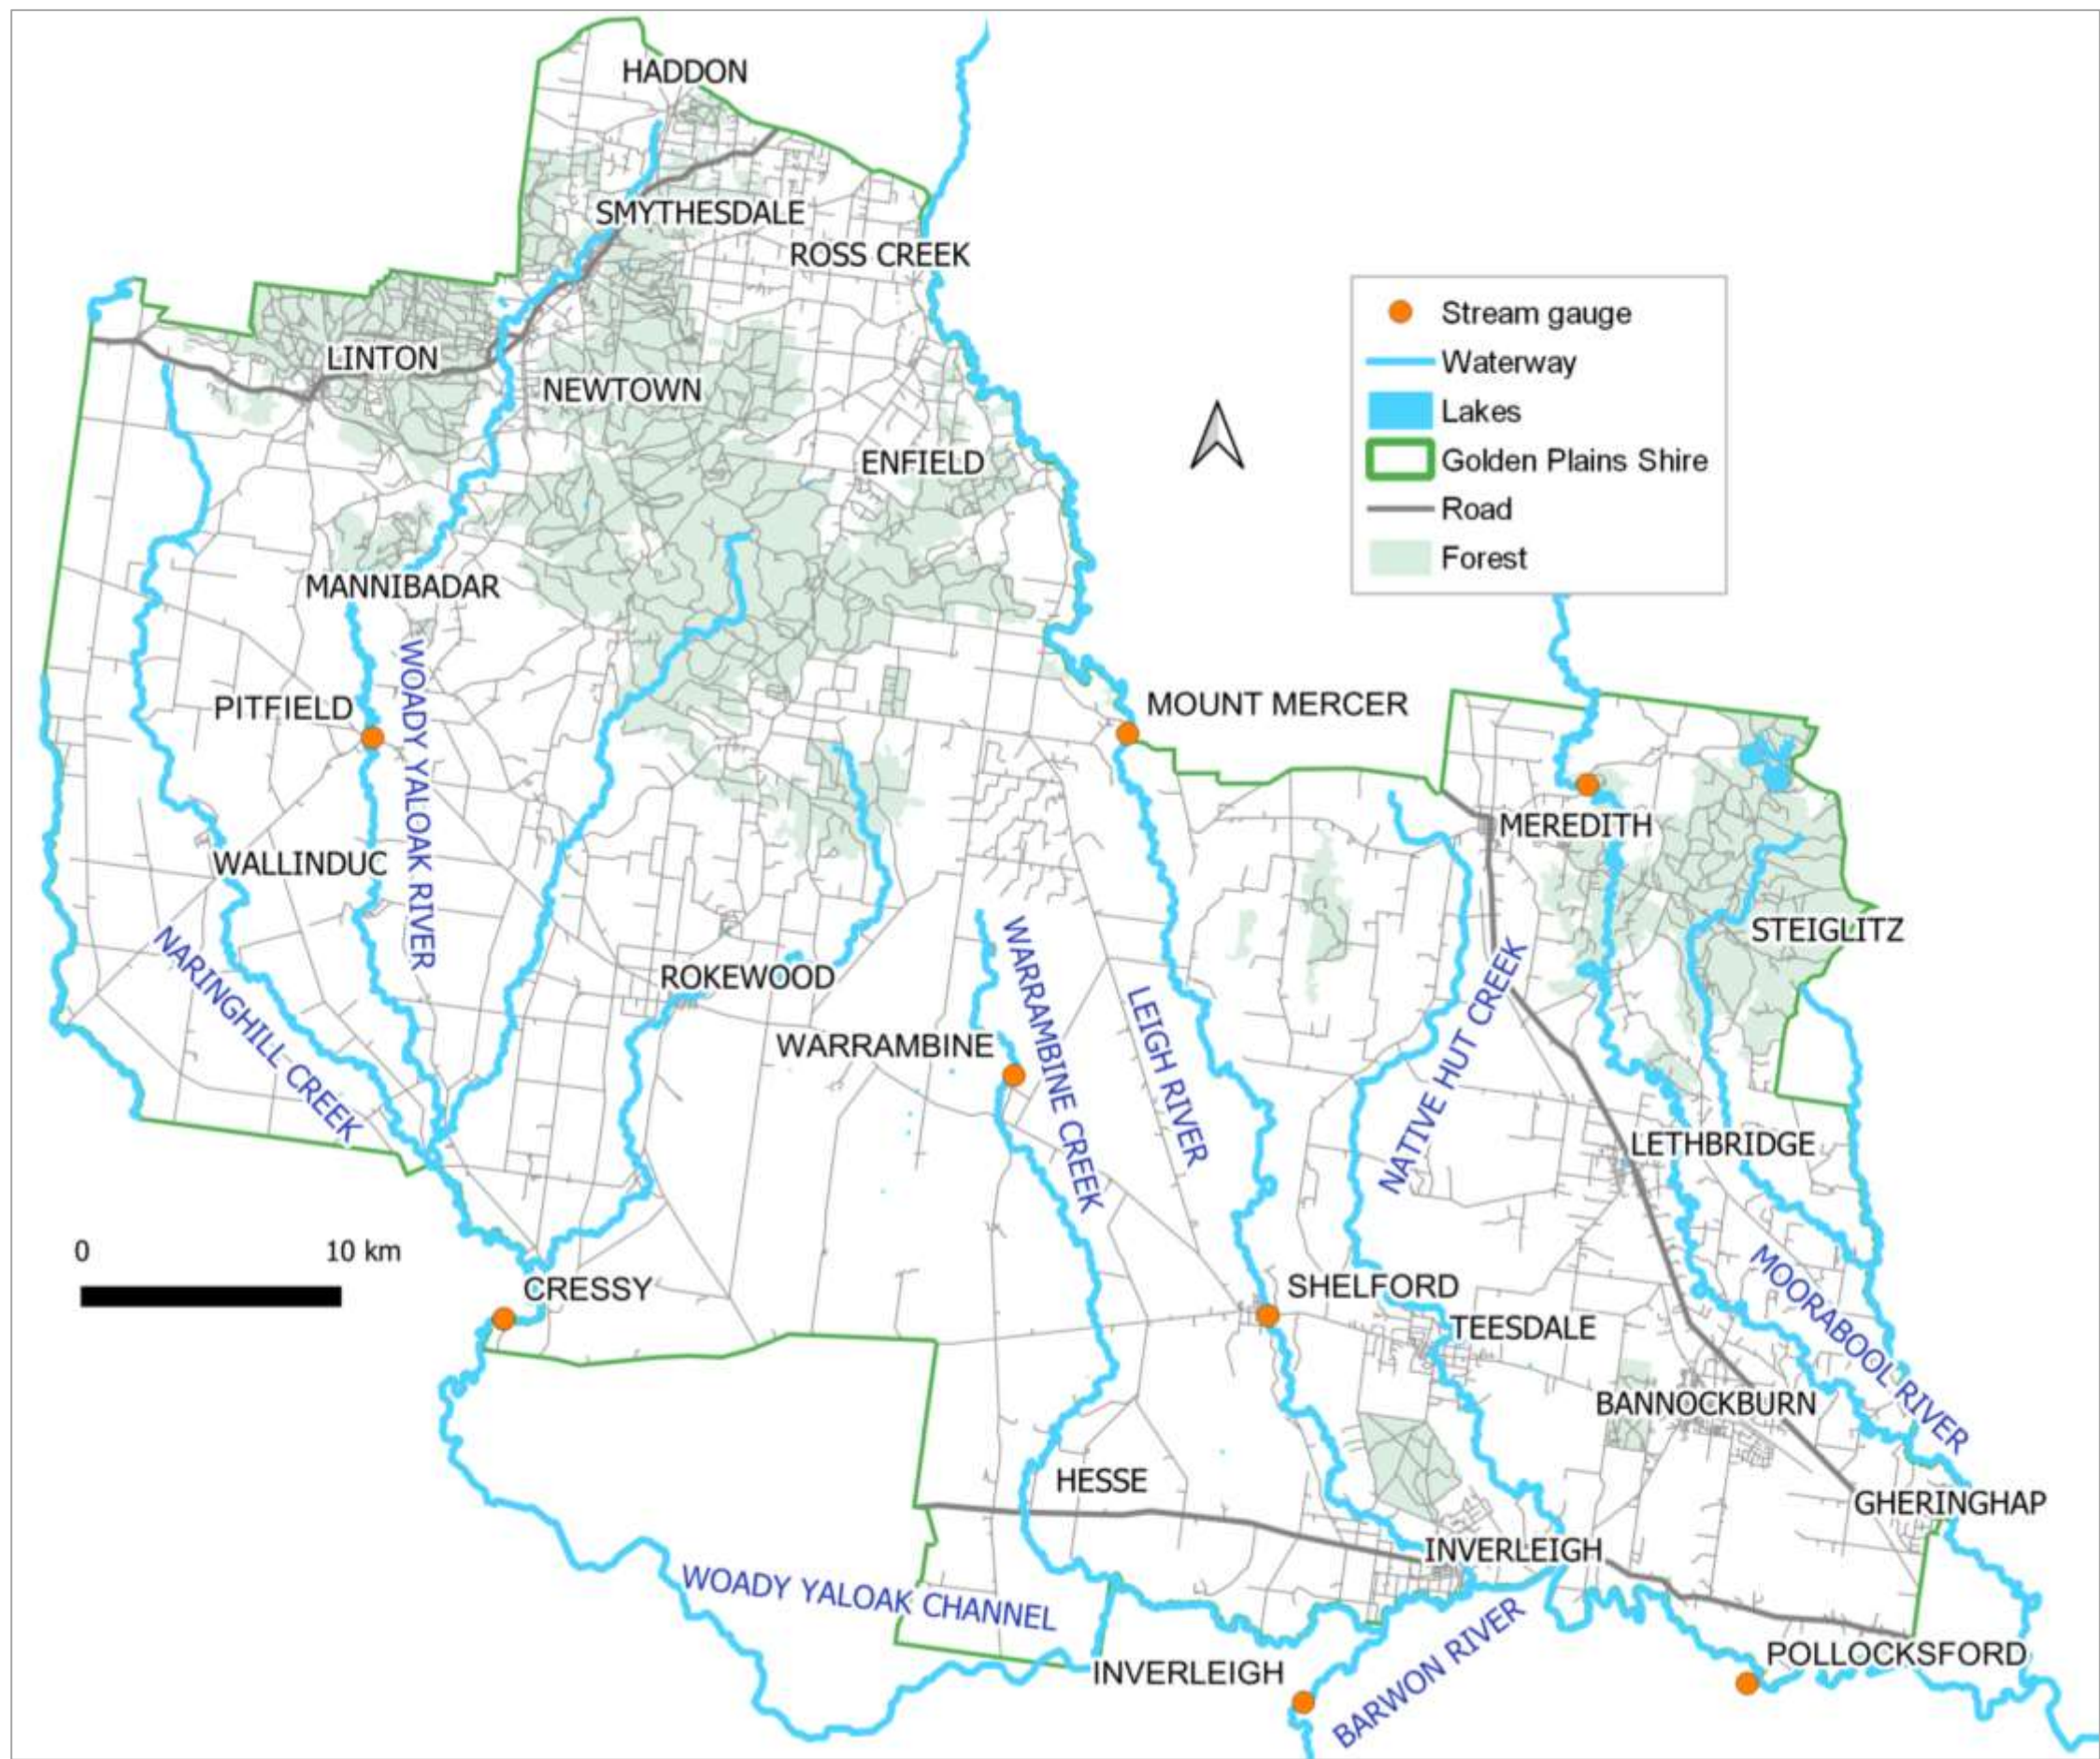 HADDON
SMYTHESDALE
ROSS CREEK
Stream gauge
Waterway
Lakes
Golden Plains Shire
Road
Forest
LINTON
NEWTOWN
ENFIELD
MANNIBADAR
WOADY YALOAK RIVER
PITFIELD
MOUNT MERCER
MEREDITH
WALLINDUC
STEIGLITZ
NARINGHILL CREEK
ROKEWOOD
WARRAMBINE
WARRAMBINE CREEK
LEIGH RIVER
NATIVE HUT CREEK
LETHBRIDGE
0 10 km
CRESSY
SHELFORD
TEESDALE
MOORABOOL RIVER
BANNOCKBURN
HESSE
GHERINGHAP
INVERLEIGH
WOADY YALOAK CHANNEL
INVERLEIGH
BARWON RIVER
POLLOCKSFORD